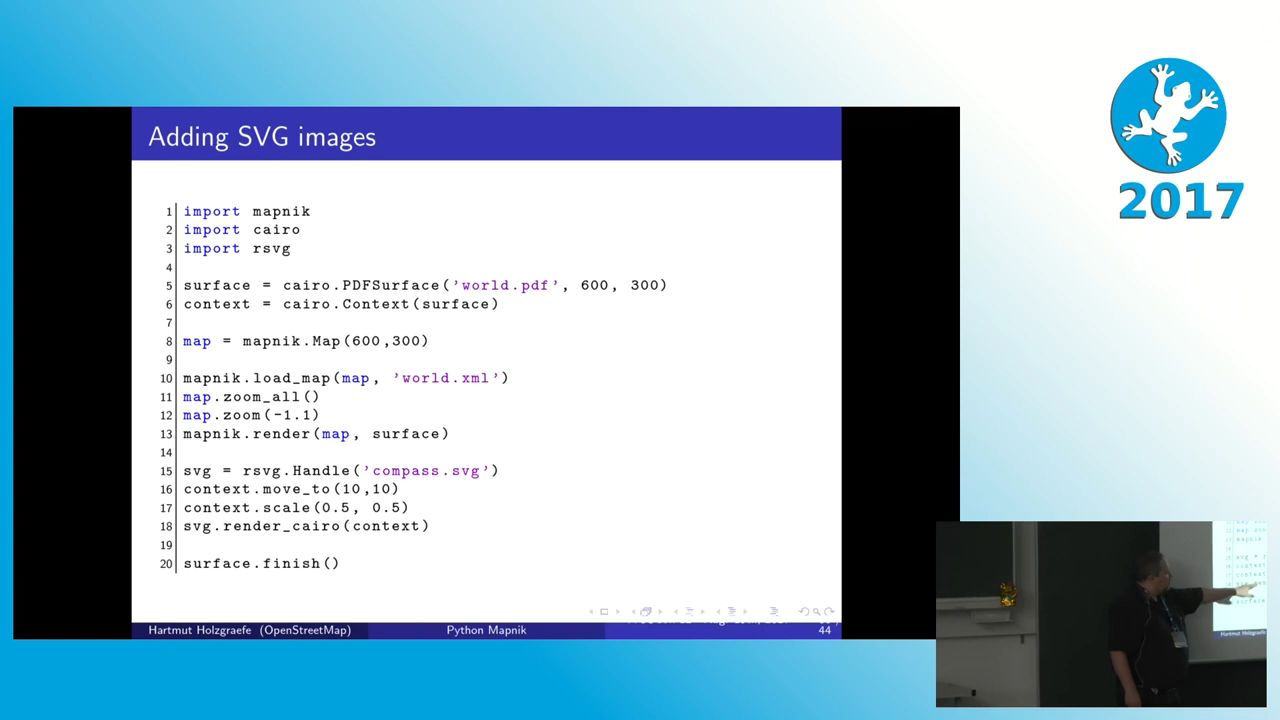 Adding SVG images
1 import mapnik
2 import cairo
3 import rsvg
4
5 surface = cairo.PDFSurface('world.pdf', 600, 300)
6 context = cairo.Context(surface)
7
8 map = mapnik.Map(600,300)
9
10 mapnik.load_map(map, 'world.xml')
11 map.zoom_all()
12 map.zoom(-1.1)
13 mapnik.render(map, surface)
14
15 svg = rsvg.Handle('compass.svg')
16 context.move_to(10,10)
17 context.scale(0.5, 0.5)
18 svg.render_cairo(context)
19
20 surface.finish()
Hartmut Holzgraefe (OpenStreetMap) Python Mapnik 44
2017
Hartmut Holzgraefe